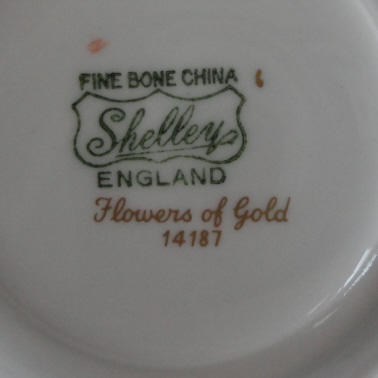 FINE BONE CHINA
Shelley
ENGLAND
Flowers of Gold
14187